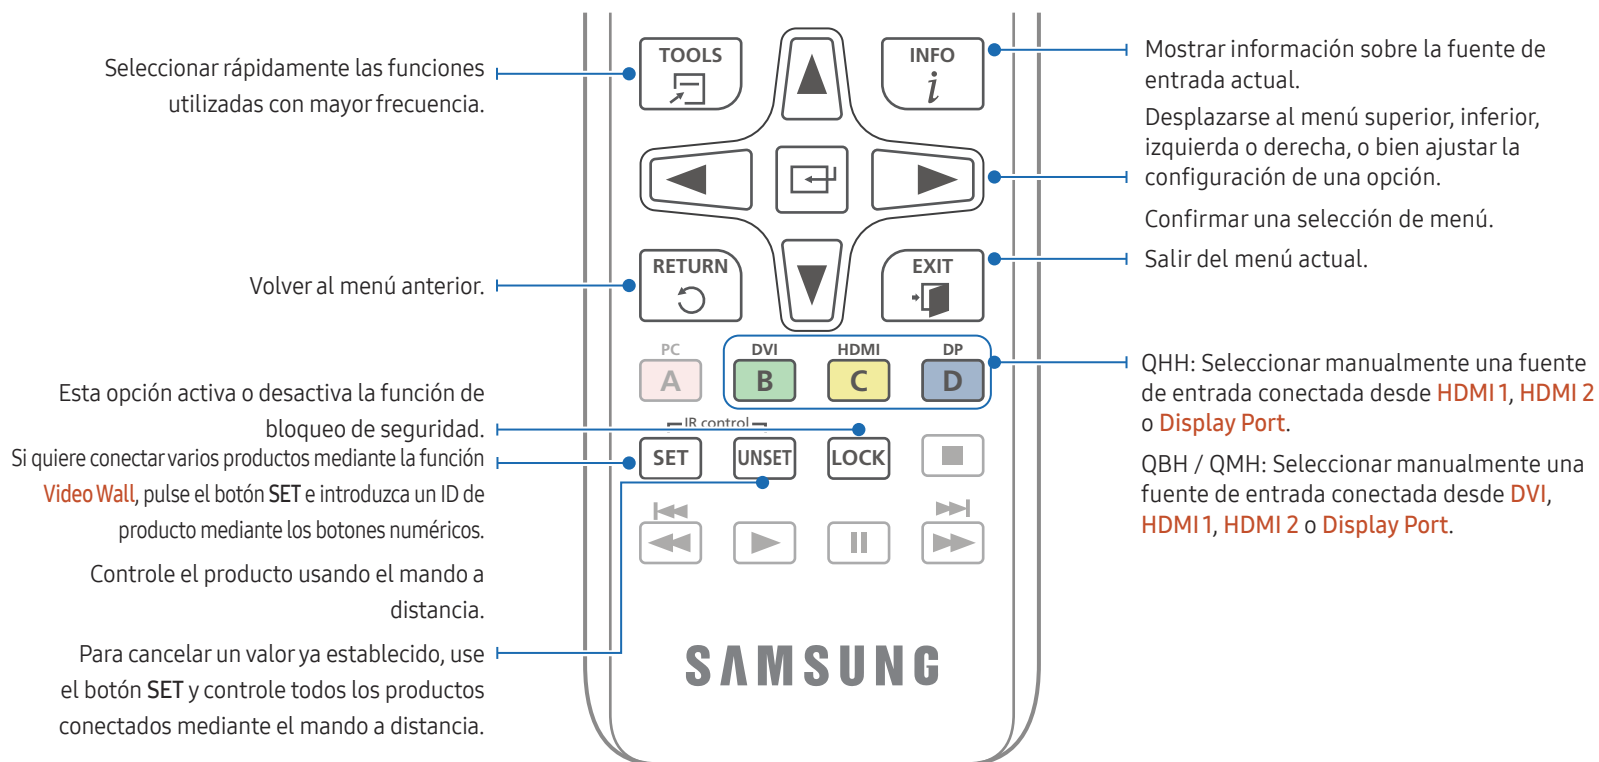 Seleccionar rápidamente las funciones
utilizadas con mayor frecuencia.
Volver al menú anterior.
Esta opción activa o desactiva la función de
bloqueo de seguridad.
Si quiere conectar varios productos mediante la función
Video Wall, pulse el botón SET e introduzca un ID de
producto mediante los botones numéricos.
Controle el producto usando el mando a
distancia.
Para cancelar un valor ya establecido, use
el botón SET y controle todos los productos
conectados mediante el mando a distancia.
TOOLS
INFO
i
RETURN
EXIT
PC
DVI
HDMI
DP
A
B
C
D
IR control
SET
UNSET
LOCK
SAMSUNG
Mostrar información sobre la fuente de
entrada actual.
Desplazarse al menú superior, inferior,
izquierda o derecha, o bien ajustar la
configuración de una opción.
Confirmar una selección de menú.
Salir del menú actual.
QHH: Seleccionar manualmente una fuente
de entrada conectada desde HDMI 1, HDMI 2
o Display Port.
QBH / QMH: Seleccionar manualmente una
fuente de entrada conectada desde DVI,
HDMI 1, HDMI 2 o Display Port.